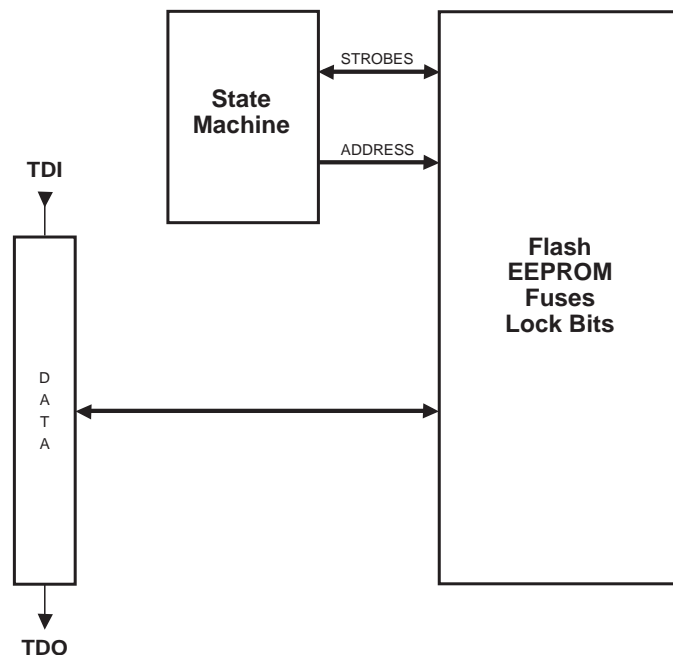 STROBES
State
Machine
ADDRESS
TDI
Flash
EEPROM
Fuses
Lock Bits
D
A
T
A
TDO